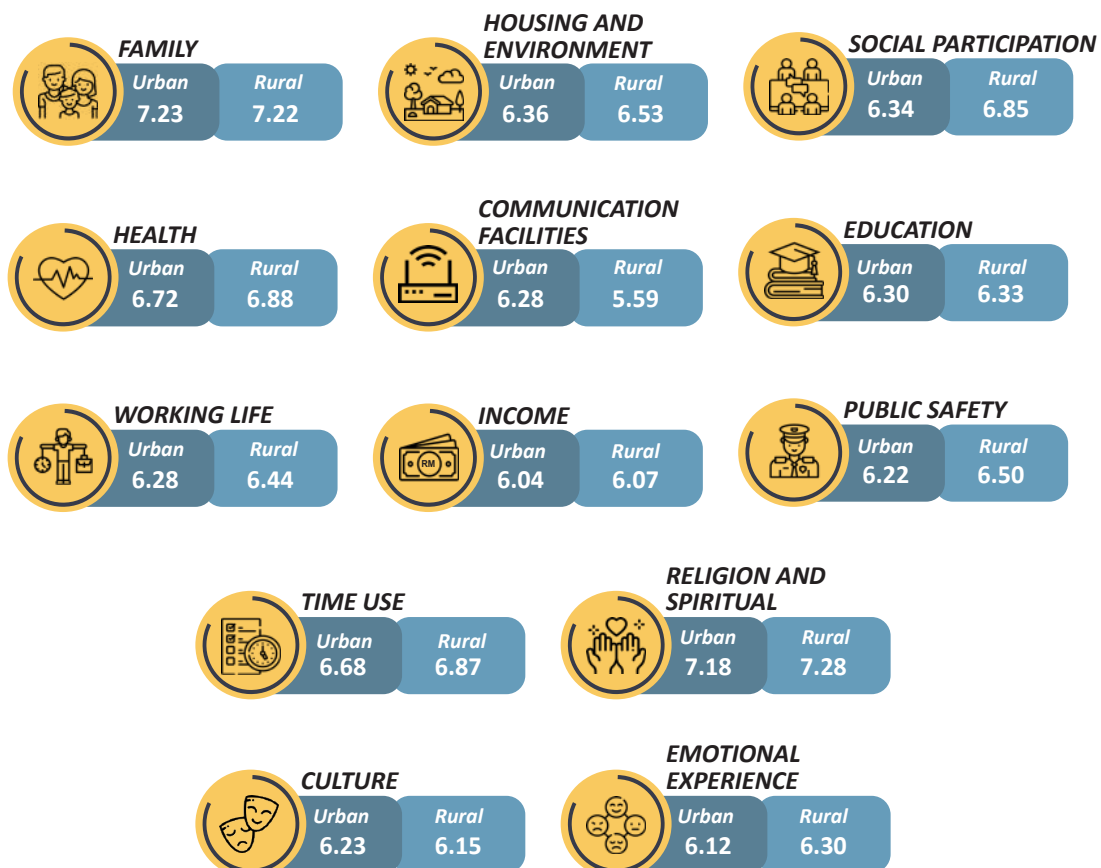 FAMILY
Urban Rural
7.23 7.22
HOUSING AND
ENVIRONMENT
Urban Rural
6.36 6.53
SOCIAL PARTICIPATION
Urban Rural
6.34 6.85
HEALTH
Urban Rural
6.72 6.88
COMMUNICATION
FACILITIES
Urban Rural
6.28 5.59
EDUCATION
Urban Rural
6.30 6.33
WORKING LIFE
Urban Rural
6.28 6.44
INCOME
RM
Urban Rural
6.04 6.07
PUBLIC SAFETY
Urban Rural
6.22 6.50
TIME USE
Urban Rural
6.68 6.87
RELIGION AND
SPIRITUAL
Urban Rural
7.18 7.28
CULTURE
Urban Rural
6.23 6.15
EMOTIONAL
EXPERIENCE
Urban Rural
6.12 6.30